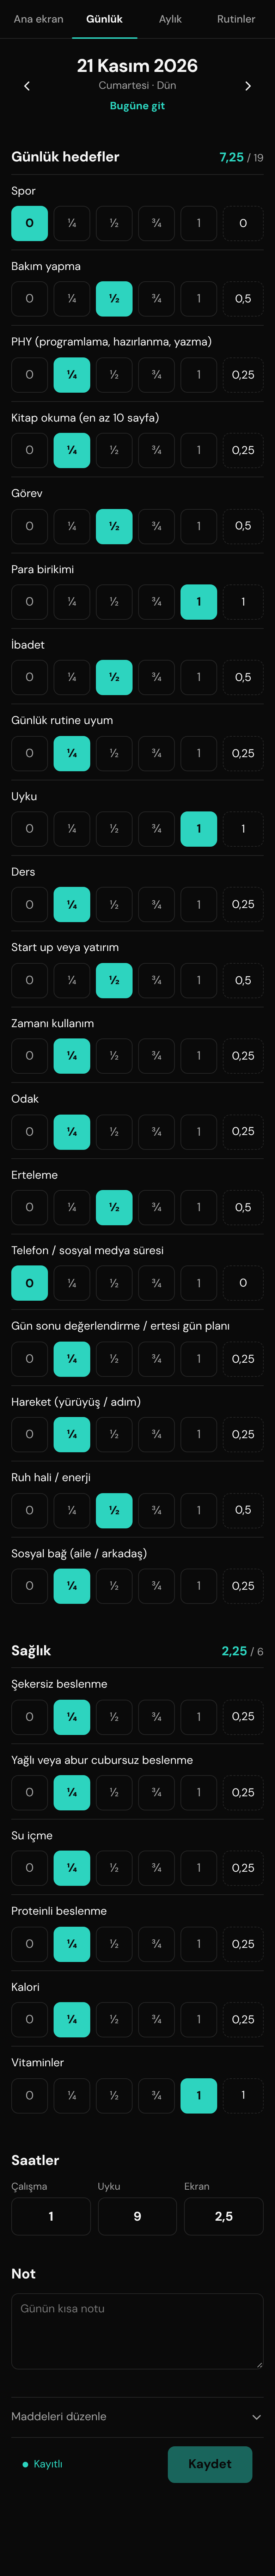 Ana ekran Günlük Aylık Rutinler
21 Kasım 2026
Cumartesi · Dün
Bugüne git
Günlük hedefler 7,25 / 19
Spor
0 ¼ ½ ¾ 1 0
Bakım yapma
0 ¼ ½ ¾ 1 0,5
PHY (programlama, hazırlanma, yazma)
0 ¼ ½ ¾ 1 0,25
Kitap okuma (en az 10 sayfa)
0 ¼ ½ ¾ 1 0,25
Görev
0 ¼ ½ ¾ 1 0,5
Para birikimi
0 ¼ ½ ¾ 1 1
İbadet
0 ¼ ½ ¾ 1 0,5
Günlük rutine uyum
0 ¼ ½ ¾ 1 0,25
Uyku
0 ¼ ½ ¾ 1 1
Ders
0 ¼ ½ ¾ 1 0,25
Start up veya yatırım
0 ¼ ½ ¾ 1 0,5
Zamanı kullanım
0 ¼ ½ ¾ 1 0,25
Odak
0 ¼ ½ ¾ 1 0,25
Erteleme
0 ¼ ½ ¾ 1 0,5
Telefon / sosyal medya süresi
0 ¼ ½ ¾ 1 0
Gün sonu değerlendirme / ertesi gün planı
0 ¼ ½ ¾ 1 0,25
Hareket (yürüyüş / adım)
0 ¼ ½ ¾ 1 0,25
Ruh hali / enerji
0 ¼ ½ ¾ 1 0,5
Sosyal bağ (aile / arkadaş)
0 ¼ ½ ¾ 1 0,25
Sağlık 2,25 / 6
Şekersiz beslenme
0 ¼ ½ ¾ 1 0,25
Yağlı veya abur cubursuz beslenme
0 ¼ ½ ¾ 1 0,25
Su içme
0 ¼ ½ ¾ 1 0,25
Proteinli beslenme
0 ¼ ½ ¾ 1 0,25
Kalori
0 ¼ ½ ¾ 1 0,25
Vitaminler
0 ¼ ½ ¾ 1 1
Saatler
Çalışma Uyku Ekran
1 9 2,5
Not
Günün kısa notu
Maddeleri düzenle
Kayıtlı Kaydet